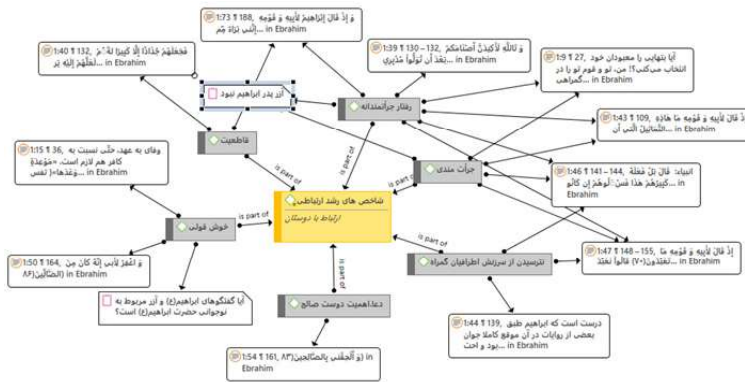 1:73 ¶ 188, وَ إِذْ قَالَ إِبْرَاهِيمُ لِأَبِيهِ وَ قَوْمِهِ
إِنَّنِي بَرَاءٌ مِّم... in Ebrahim
1:40 ¶ 132, فَجَعَلَهُمْ جُذَاذًا إِلَّا كَبِيرًا لَّهُمْ
لَعَلَّهُمْ إِلَيْهِ يَر... in Ebrahim
1:39 ¶ 130 – 132, وَ تَاللَّهِ لَأَكِيدَنَّ أَصْنَامَكُمْ
بَعْدَ أَن تُوَلُّوا مُدْبِرِي... in Ebrahim
1:9 ¶ 27, آیا بتهایی را معبودان خود
انتخاب می‌کنی؟! من، تو و قوم تو را در
گمراهی... in Ebrahim
آزر پدر ابراهیم نبود
رفتار جرأتمندانه
1:43 ¶ 109, إِذْ قَالَ لِأَبِيهِ وَ قَوْمِهِ مَا هَاذِهِ
التَّمَاثِيلُ الَّتِي أَن... in Ebrahim
قاطعیت
1:15 ¶ 36, وفای به عهد، حتّی نسبت به
کافر هم لازم است. «مَوْعِدَةٍ
وَعَدَها»( نفس... in Ebrahim
is part of
is part of
جرأت مندی
1:46 ¶ 141 – 144, انبیاء: قَالَ بَلْ فَعَلَهُ
كَبِيرُهُمْ هَذَا فَسْـَٔلُوهُمْ إِن كَانُو
... in Ebrahim
is part of
شاخص های رشد ارتباطی
ارتباط با دوستان
خوش قولی
is part of
is part of
1:47 ¶ 148 – 155, إِذْ قَالَ لِأَبِيهِ وَ قَوْمِهِ مَا
تَعْبُدُونَ(٧٠) قَالُواْ نَعْبُدُ... in Ebrahim
1:50 ¶ 164, وَ اغْفِرْ لِأَبِي إِنَّهُ كَانَ مِنَ
الضَّالِّينَ(٨۶) in Ebrahim
نترسیدن از سرزنش اطرافیان گمراه
is part of
آیا گفتگوهای ابراهیم(ع) و آزر مربوط به
نوجوانی حضرت ابراهیم(ع) است؟
دعا.اهمیت دوست صالح
1:44 ¶ 139, درست است که ابراهیم طبق
بعضی از روایات در آن موقع کاملا جوان
بود و احت... in Ebrahim
1:54 ¶ 161, وَ أَلْحِقْنِي بِالصَّالِحِينَ(٨٣) in
Ebrahim